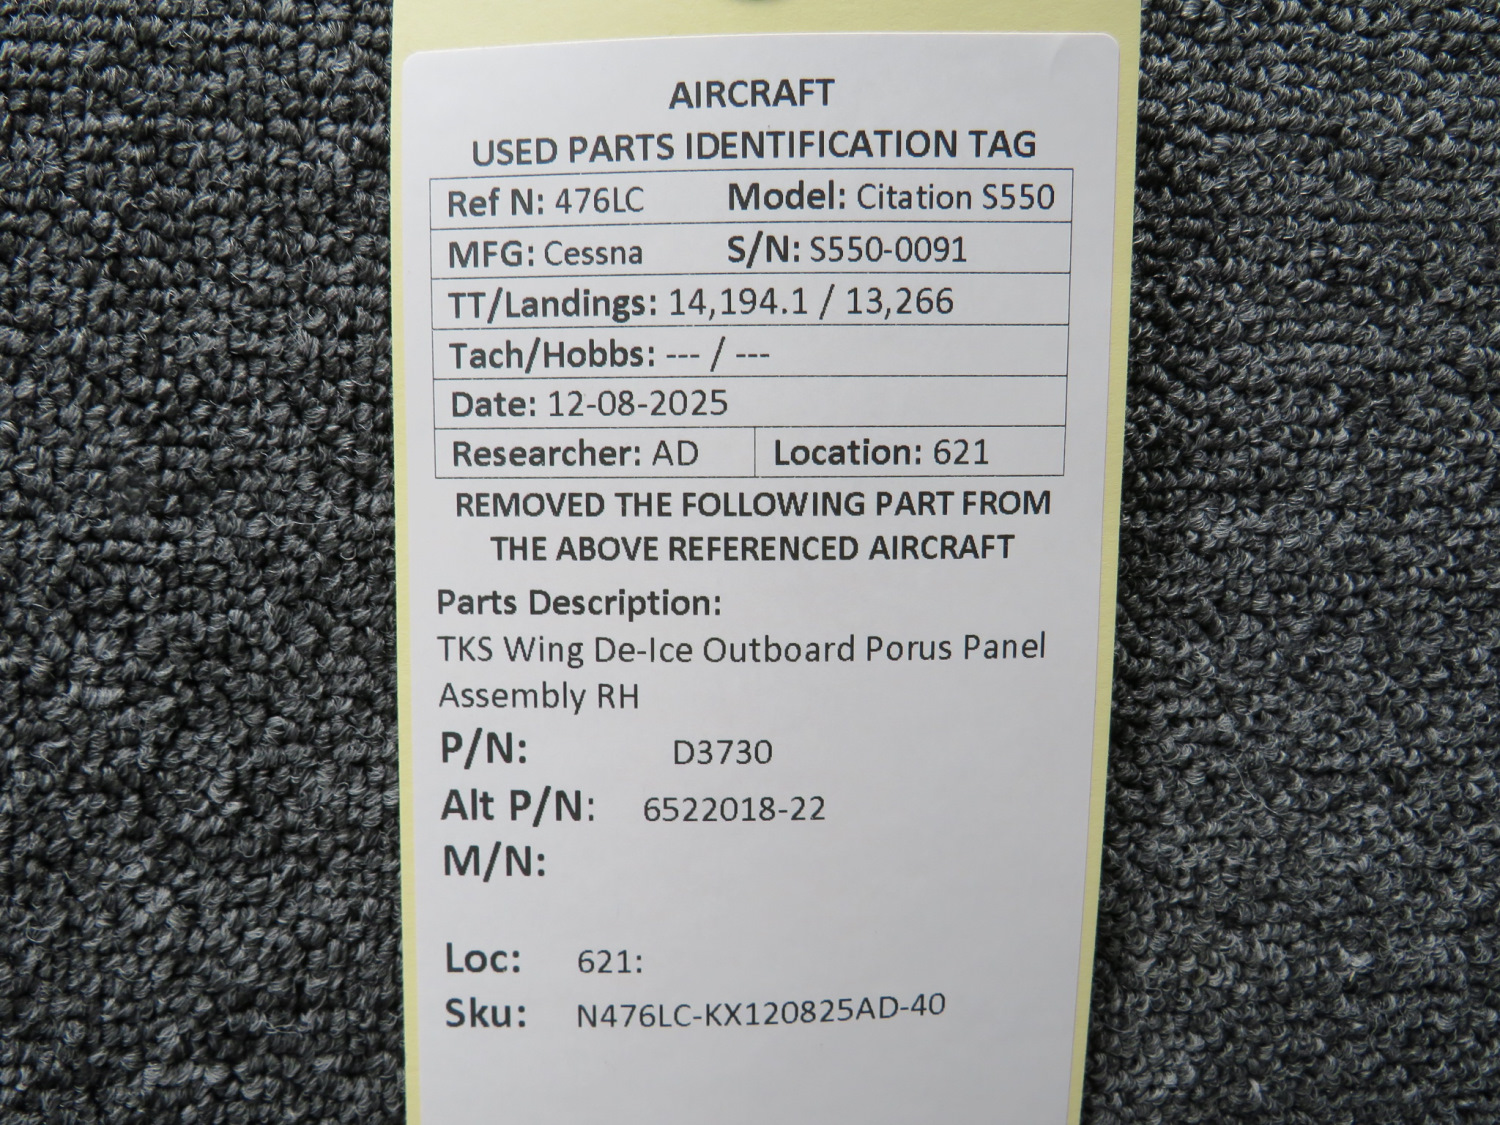 AIRCRAFT
USED PARTS IDENTIFICATION TAG
Ref N: 476LC Model: Citation S550
MFG: Cessna S/N: S550-0091
TT/Landings: 14,194.1 / 13,266
Tach/Hobbs: --- / ---
Date: 12-08-2025
Researcher: AD Location: 621
REMOVED THE FOLLOWING PART FROM
THE ABOVE REFERENCED AIRCRAFT
Parts Description:
TKS Wing De-Ice Outboard Porus Panel
Assembly RH
P/N: D3730
Alt P/N: 6522018-22
M/N:
Loc: 621:
Sku: N476LC-KX120825AD-40